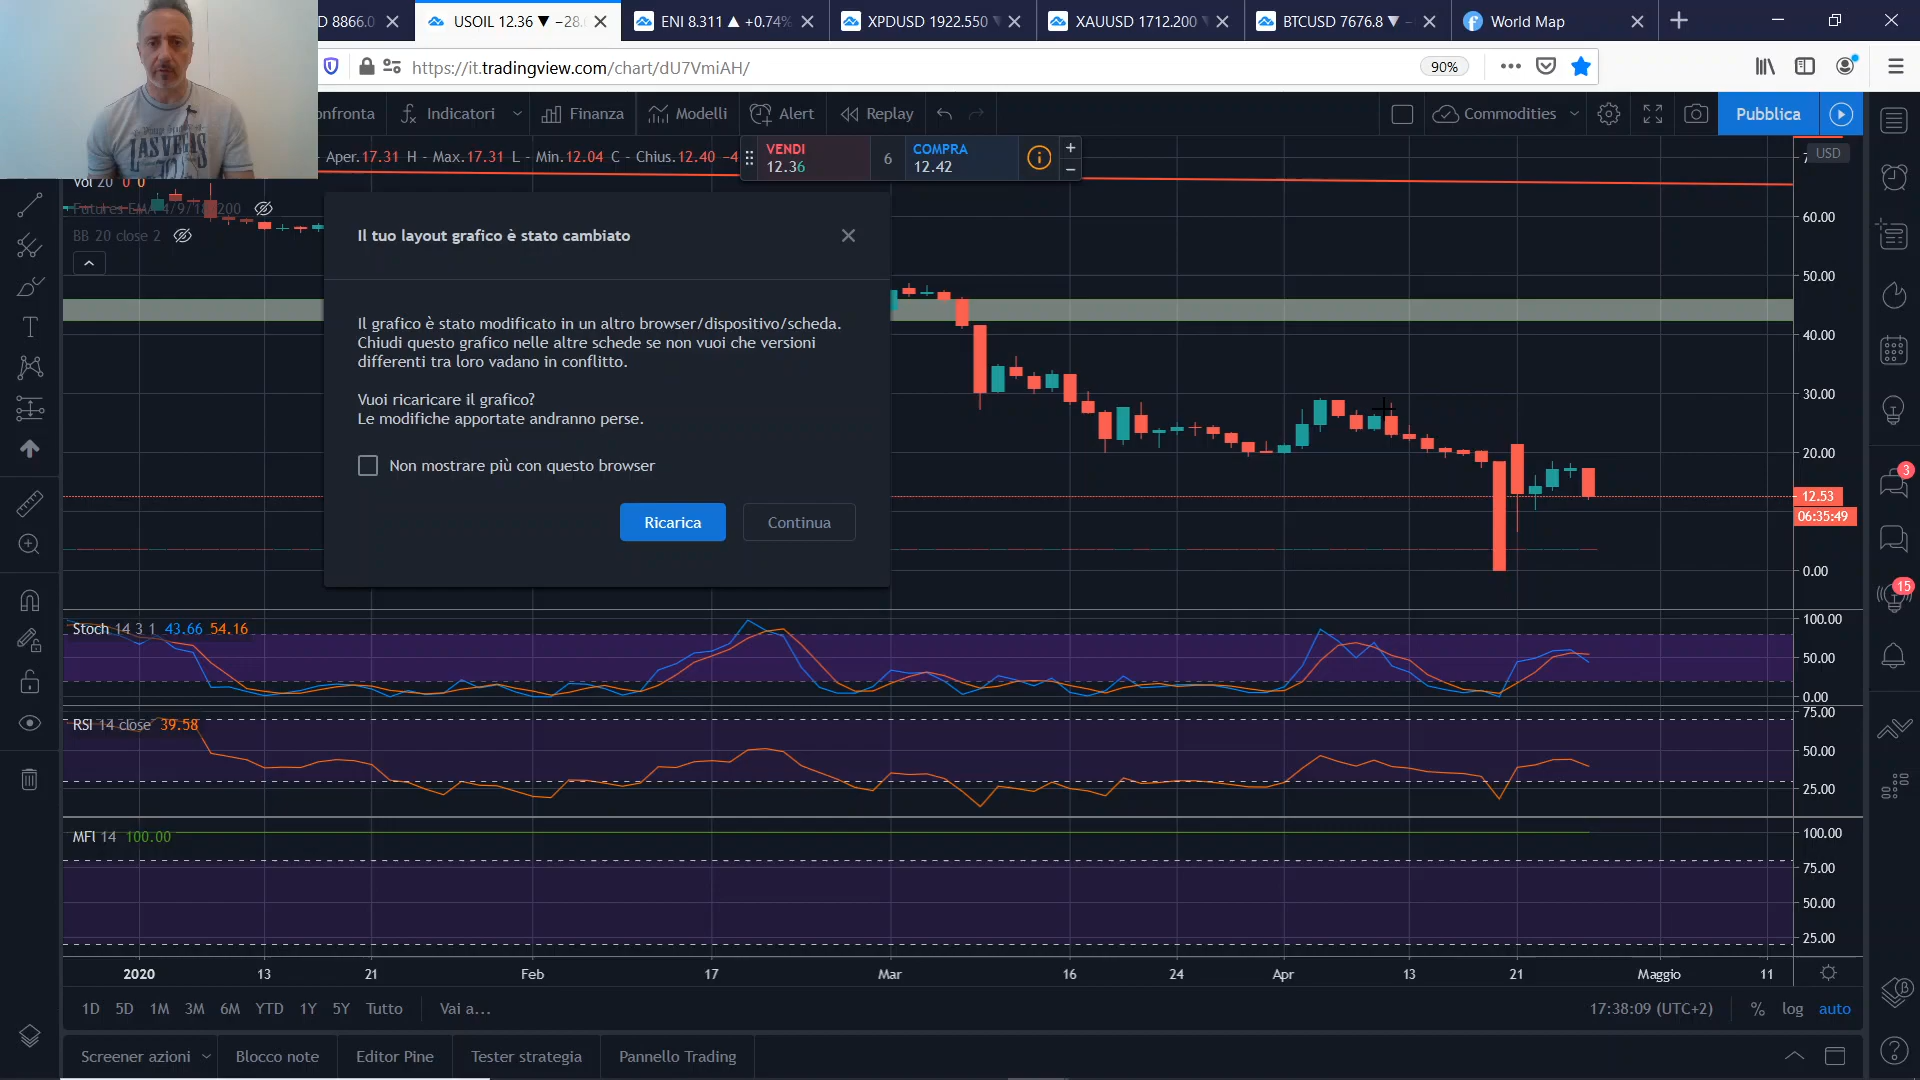 D 8866.0
USOIL 12.36 ▼ −28.
ENI 8.311 ▲ +0.74%
XPDUSD 1922.550
XAUUSD 1712.200
BTCUSD 7676.8 ▼ −
World Map
https://it.tradingview.com/chart/dU7VmiAH/
90%
onfronta
Indicatori
Finanza
Modelli
Alert
Replay
Commodities
Pubblica
Aper.17.31 H - Max.17.31 L - Min.12.04 C - Chius.12.40 −4
VENDI
12.36
6
COMPRA
12.42
USD
LAS VEGAS
Vol 20 0 0
BB 20 close 2
Il tuo layout grafico è stato cambiato
Il grafico è stato modificato in un altro browser/dispositivo/scheda.
Chiudi questo grafico nelle altre schede se non vuoi che versioni
differenti tra loro vadano in conflitto.
Vuoi ricaricare il grafico?
Le modifiche apportate andranno perse.
Non mostrare più con questo browser
Ricarica
Continua
60.00
50.00
40.00
30.00
20.00
12.53
06:35:49
0.00
3
15
Stoch 14 3 1 43.66 54.16
100.00
50.00
0.00
RSI 14 close 39.58
75.00
50.00
25.00
MFI 14 100.00
100.00
75.00
50.00
25.00
2020 13 21 Feb 17 Mar 16 24 Apr 13 21 Maggio 11
1D 5D 1M 3M 6M YTD 1Y 5Y Tutto Vai a...
17:38:09 (UTC+2) % log auto
Screener azioni
Blocco note
Editor Pine
Tester strategia
Pannello Trading